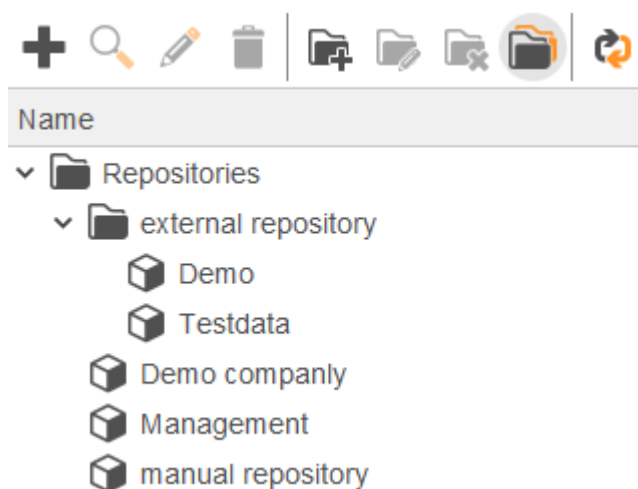 Name
Repositories
external repository
Demo
Testdata
Demo companly
Management
manual repository